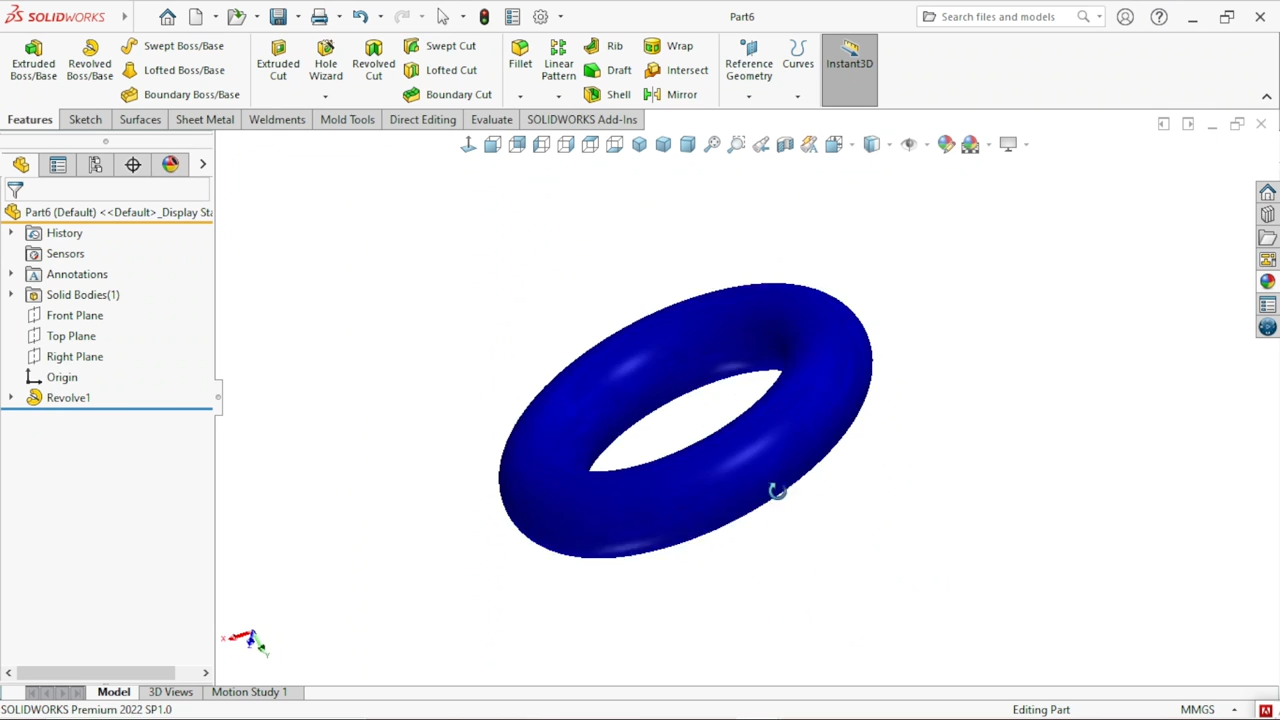 SOLIDWORKS
Part6
Search files and models
Extruded Boss/Base
Revolved Boss/Base
Swept Boss/Base
Lofted Boss/Base
Boundary Boss/Base
Extruded Cut
Hole Wizard
Revolved Cut
Swept Cut
Lofted Cut
Boundary Cut
Fillet
Linear Pattern
Rib
Draft
Shell
Wrap
Intersect
Mirror
Reference Geometry
Curves
Instant3D
Features Sketch Surfaces Sheet Metal Weldments Mold Tools Direct Editing Evaluate SOLIDWORKS Add-Ins
Part6 (Default) <<Default>_Display Sta
History
Sensors
Annotations
Solid Bodies(1)
Front Plane
Top Plane
Right Plane
Origin
Revolve1
X
Y
Z
Model 3D Views Motion Study 1
SOLIDWORKS Premium 2022 SP1.0 Editing Part MMGS